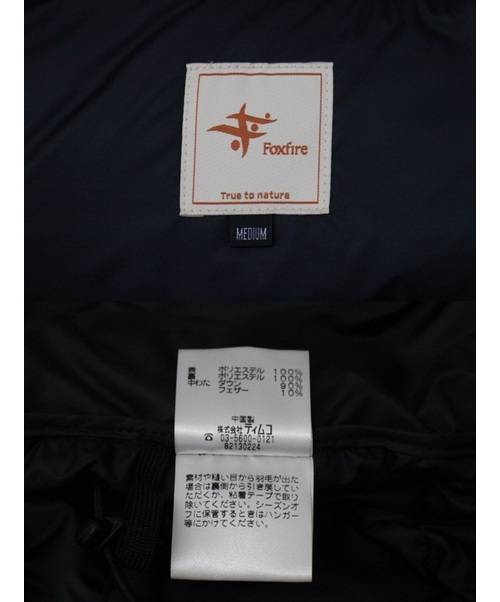 Foxfire
True to nature
MEDIUM
表 ポリエステル 100%
裏 ポリエステル 100%
中わた ダウン 90%
フェザー 10%
中国製
株式会社 ティムコ
☎ 03-5600-0121
82130224
素材や縫い目から羽毛が出た
場合は裏側から引き戻してい
ただくか、粘着テープで取り
除いてください。シーズンオ
フに保管するときはハンガー
等にかけてください。